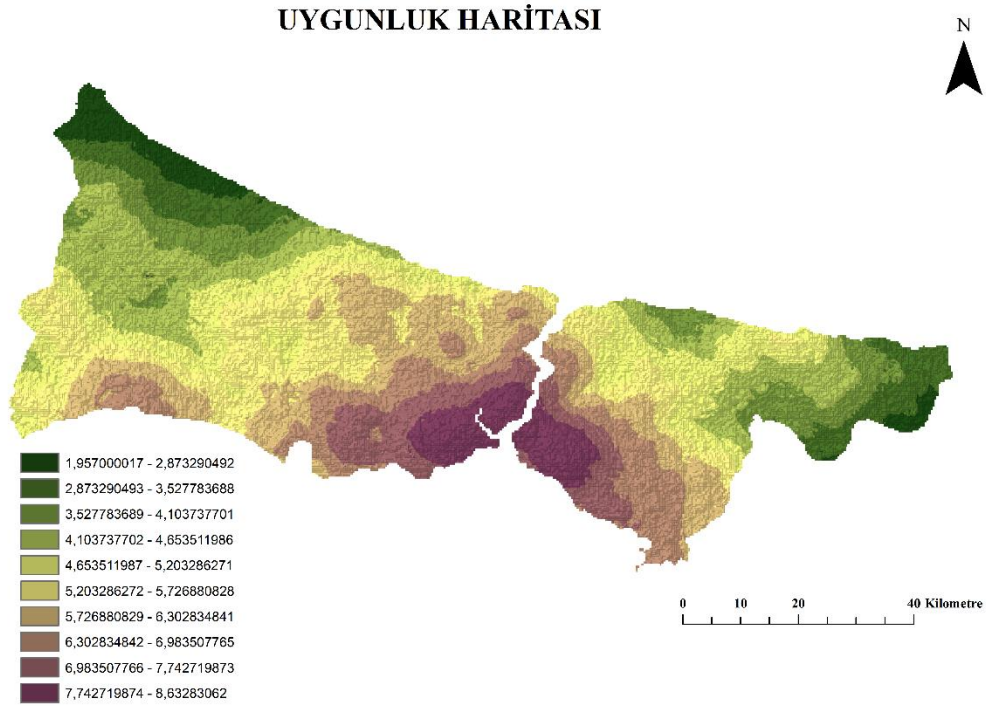 UYGUNLUK HARİTASI
N
1,957000017 - 2,873290492
2,873290493 - 3,527783688
3,527783689 - 4,103737701
4,103737702 - 4,653511986
4,653511987 - 5,203286271
5,203286272 - 5,726880828
5,726880829 - 6,302834841
6,302834842 - 6,983507765
6,983507766 - 7,742719873
7,742719874 - 8,63283062
0 10 20 40 Kilometre